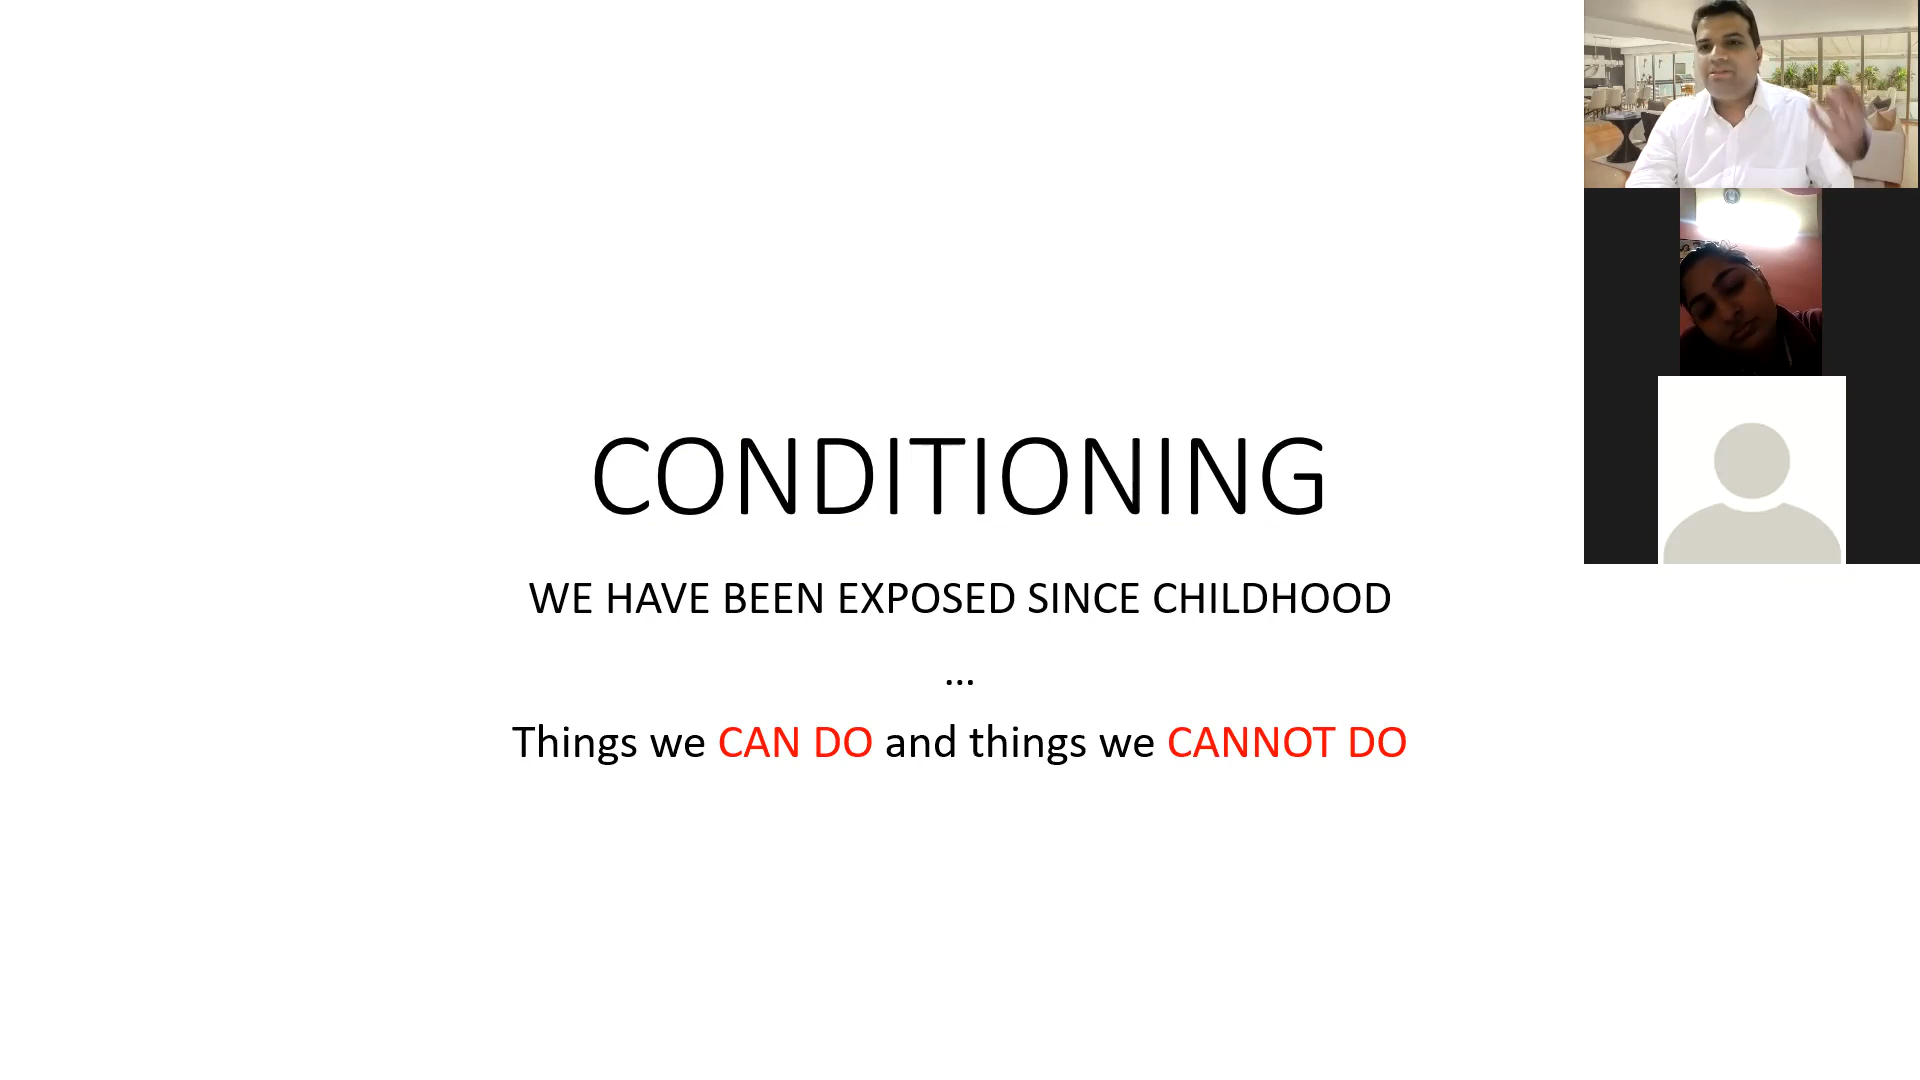 CONDITIONING
WE HAVE BEEN EXPOSED SINCE CHILDHOOD
...
Things we CAN DO and things we CANNOT DO